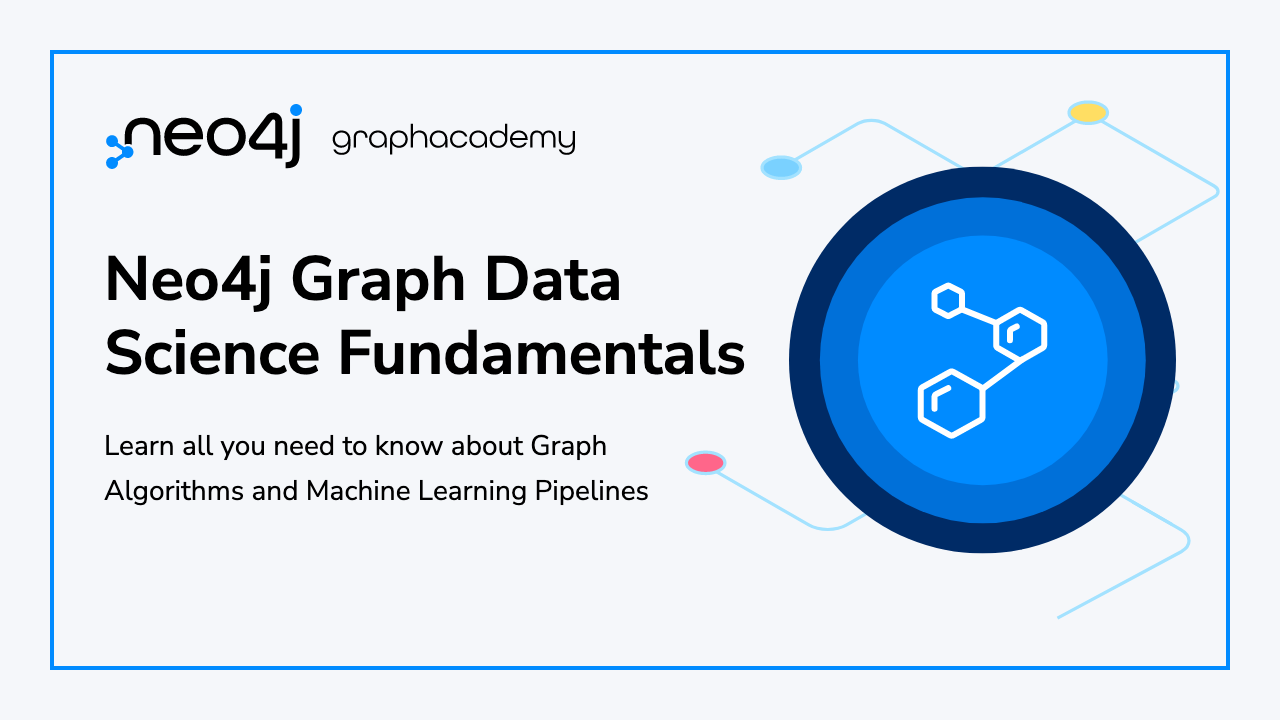 neo4j graphacademy
Neo4j Graph Data
Science Fundamentals
Learn all you need to know about Graph
Algorithms and Machine Learning Pipelines